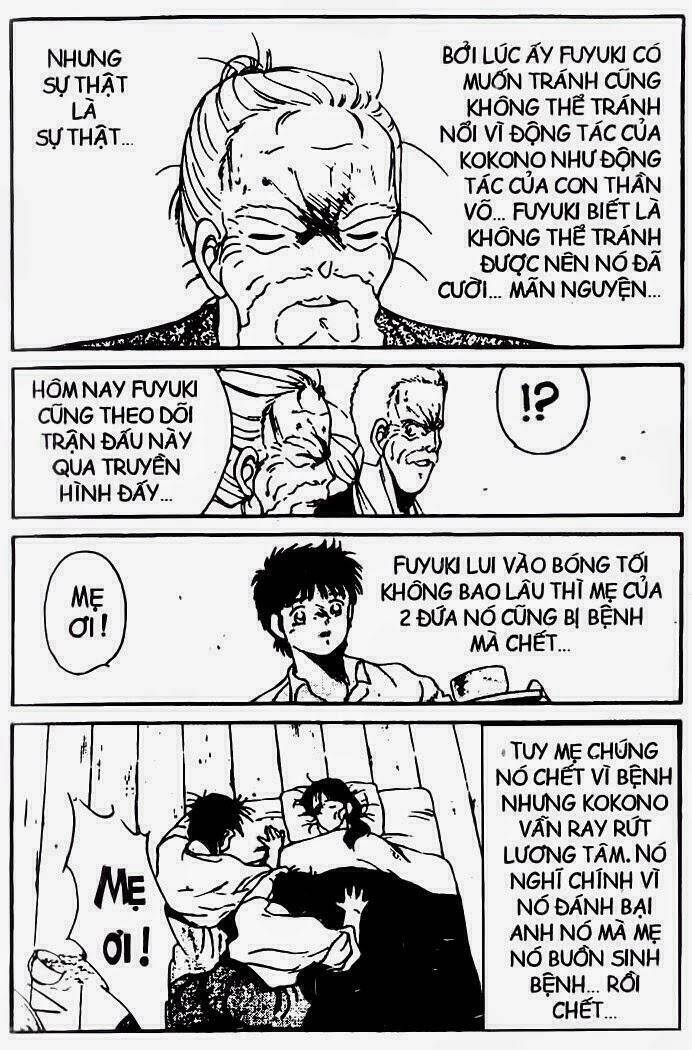 NHƯNG
SỰ THẬT
LÀ
SỰ THẬT...
BỞI LÚC ẤY FUYUKI CÓ
MUỐN TRÁNH CŨNG
KHÔNG THỂ TRÁNH
NỔI VÌ ĐỘNG TÁC CỦA
KOKONO NHƯ ĐỘNG
TÁC CỦA CON THẦN
VÕ... FUYUKI BIẾT LÀ
KHÔNG THỂ TRÁNH
ĐƯỢC NÊN NÓ ĐÃ
CƯỜI... MÃN NGUYỆN...
HÔM NAY FUYUKI
CŨNG THEO DÕI
TRẬN ĐẤU NÀY
QUA TRUYỀN
HÌNH ĐẤY...
!?
MẸ
ƠI!
FUYUKI LUI VÀO BÓNG TỐI
KHÔNG BAO LÂU THÌ MẸ CỦA
2 ĐỨA NÓ CŨNG BỊ BỆNH
MÀ CHẾT...
MẸ
ƠI!
TUY MẸ CHÚNG
NÓ CHẾT VÌ BỆNH
NHƯNG KOKONO
VẪN RAY RỨT
LƯƠNG TÂM. NÓ
NGHĨ CHÍNH VÌ
NÓ ĐÁNH BẠI
ANH NÓ MÀ MẸ
NÓ BUỒN SINH
BỆNH... RỒI
CHẾT...